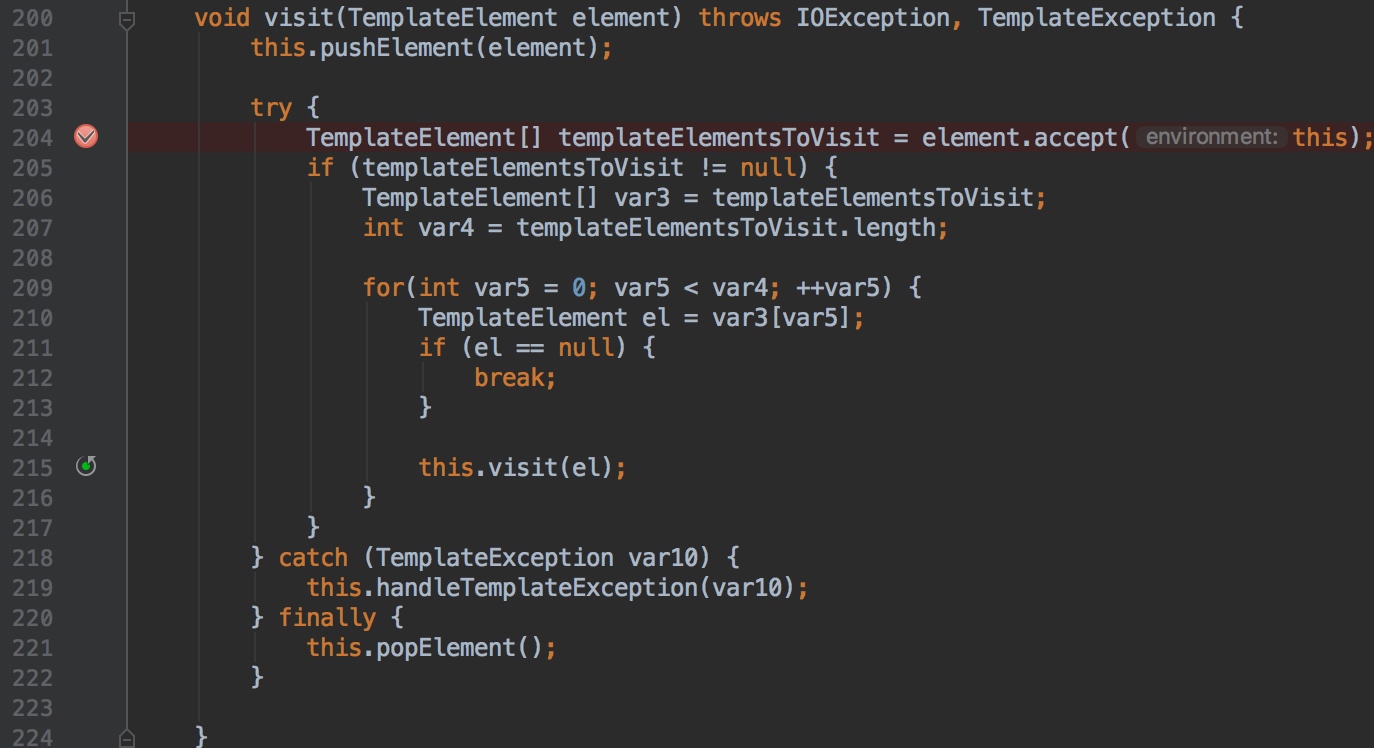 200 void visit(TemplateElement element) throws IOException, TemplateException {
201 this.pushElement(element);
202
203 try {
204 TemplateElement[] templateElementsToVisit = element.accept( environment: this);
205 if (templateElementsToVisit != null) {
206 TemplateElement[] var3 = templateElementsToVisit;
207 int var4 = templateElementsToVisit.length;
208
209 for(int var5 = 0; var5 < var4; ++var5) {
210 TemplateElement el = var3[var5];
211 if (el == null) {
212 break;
213 }
214
215 this.visit(el);
216 }
217 }
218 } catch (TemplateException var10) {
219 this.handleTemplateException(var10);
220 } finally {
221 this.popElement();
222 }
223
224 }